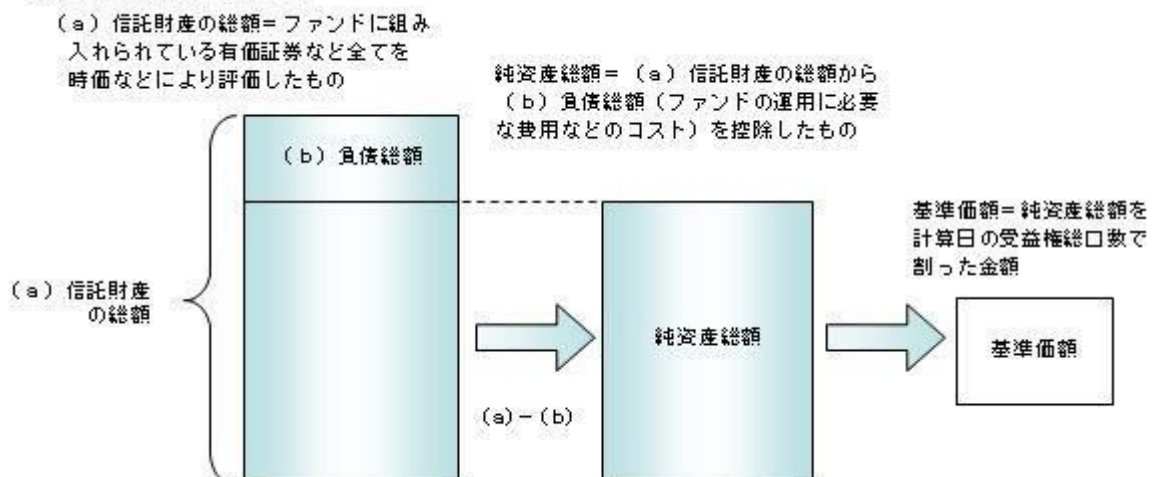 (a)信託財産の総額=ファンドに組み
入れられている有価証券など全てを
時価などにより評価したもの
純資産総額=(a)信託財産の総額から
(b)負債総額(ファンドの運用に必要
な費用などのコスト)を控除したもの
(b)負債総額
基準価額=純資産総額を
計算日の受益権総口数で
割った金額
(a)信託財産
の総額
純資産総額
基準価額
(a)-(b)